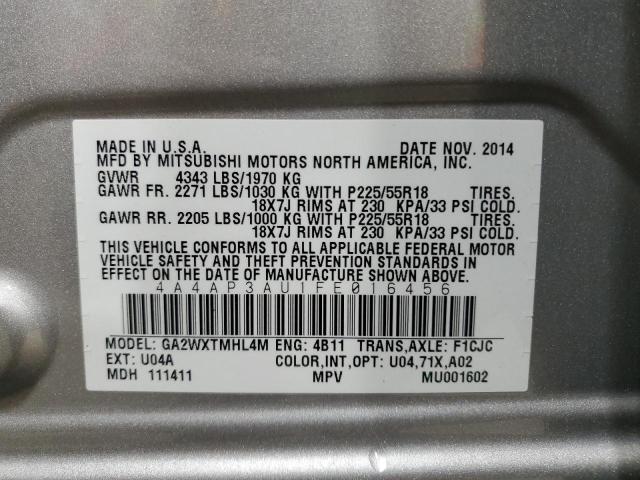 MADE IN U.S.A. DATE NOV. 2014
MFD BY MITSUBISHI MOTORS NORTH AMERICA, INC.
GVWR 4343 LBS/1970 KG
GAWR FR. 2271 LBS/1030 KG WITH P225/55R18 TIRES.
18X7J RIMS AT 230 KPA/33 PSI COLD.
GAWR RR. 2205 LBS/1000 KG WITH P225/55R18 TIRES.
18X7J RIMS AT 230 KPA/33 PSI COLD.
THIS VEHICLE CONFORMS TO ALL APPLICABLE FEDERAL MOTOR
VEHICLE SAFETY AND THEFT PREVENTION STANDARDS IN
EFFECT ON THE DATE OF MANUFACTURE SHOWN ABOVE.
4A4AP3AU1FE016456
MODEL: GA2WXTMHL4M ENG: 4B11 TRANS,AXLE: F1CJC
EXT: U04A COLOR,INT,OPT: U04,71X,A02
MDH 111411 MPV MU001602